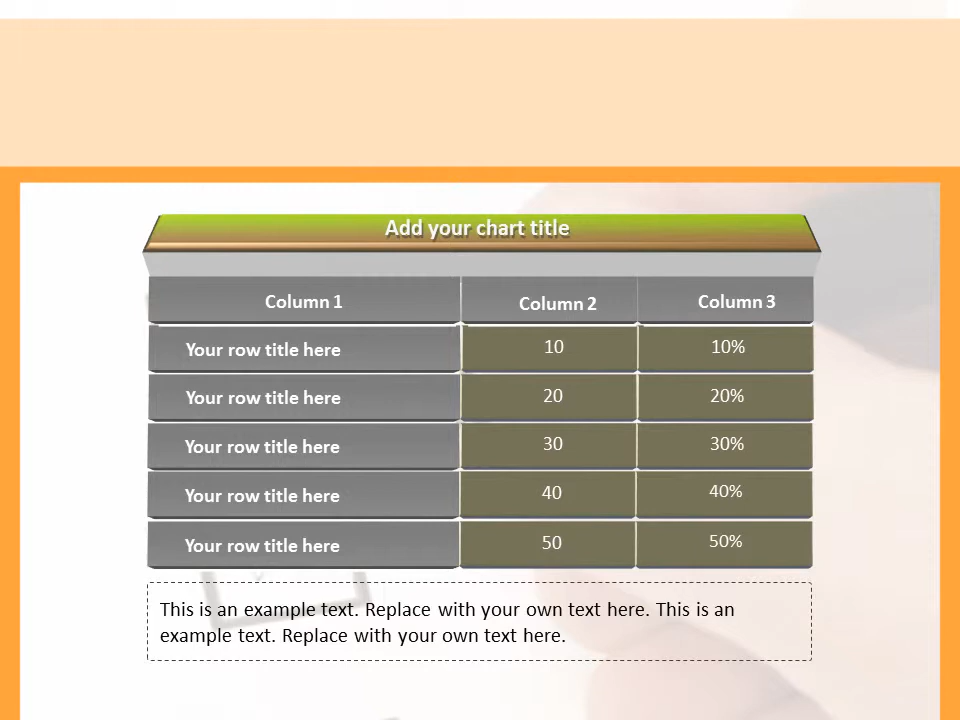 Add your chart title
Column 1 Column 2 Column 3
Your row title here 10 10%
Your row title here 20 20%
Your row title here 30 30%
Your row title here 40 40%
Your row title here 50 50%
This is an example text. Replace with your own text here. This is an
example text. Replace with your own text here.